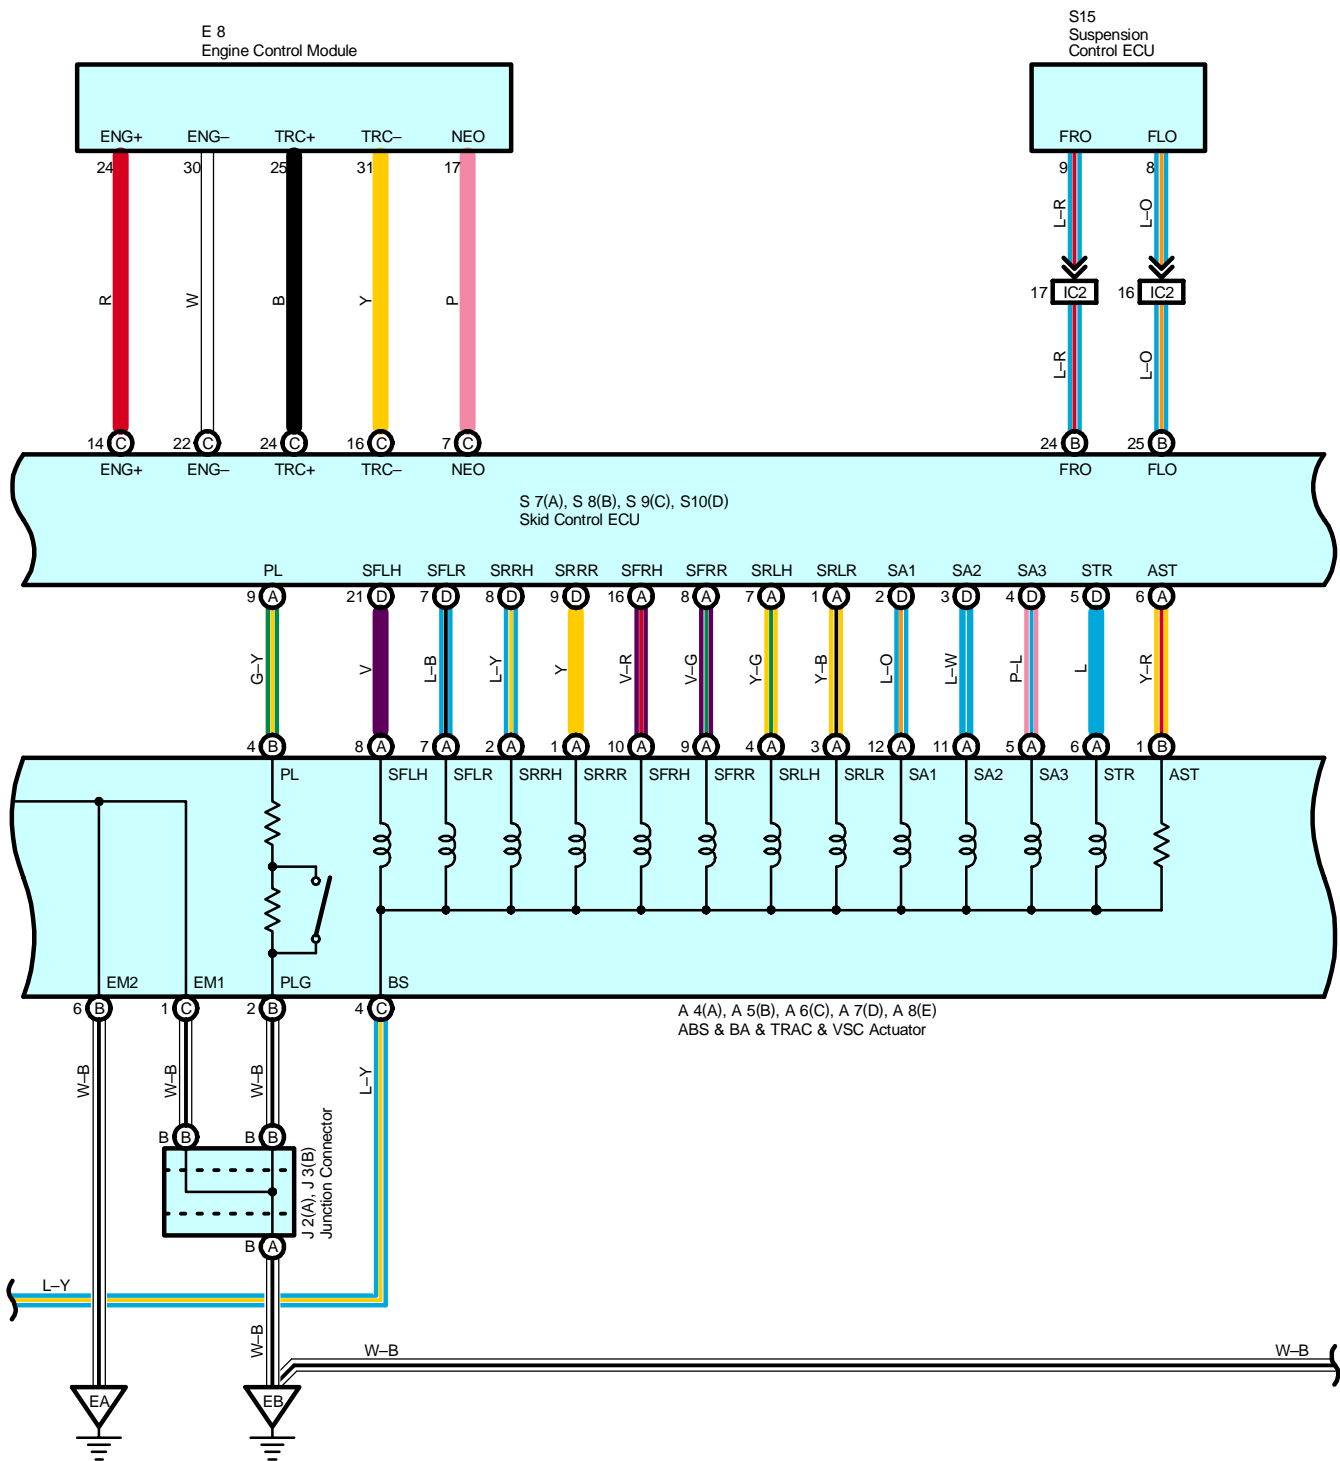 E 8
Engine Control Module
S15
Suspension
Control ECU
ENG+ ENG– TRC+ TRC– NEO
FRO FLO
24 30 25 31 17
9 8
L–R L–O
R W B Y P
17 IC2 16 IC2
L–R L–O
14 C 22 C 24 C 16 C 7 C
24 B 25 B
ENG+ ENG– TRC+ TRC– NEO
FRO FLO
S 7(A), S 8(B), S 9(C), S10(D)
Skid Control ECU
PL SFLH SFLR SRRH SRRR SFRH SFRR SRLH SRLR SA1 SA2 SA3 STR AST
9 A 21 D 7 D 8 D 9 D 16 A 8 A 7 A 1 A 2 D 3 D 4 D 5 D 6 A
G–Y V L–B L–Y Y V–R V–G Y–G Y–B L–O L–W P–L L Y–R
4 B 8 A 7 A 2 A 1 A 10 A 9 A 4 A 3 A 12 A 11 A 5 A 6 A 1 B
PL SFLH SFLR SRRH SRRR SFRH SFRR SRLH SRLR SA1 SA2 SA3 STR AST
EM2 EM1 PLG BS
6 B 1 C 2 B 4 C
A 4(A), A 5(B), A 6(C), A 7(D), A 8(E)
ABS & BA & TRAC & VSC Actuator
W–B W–B W–B L–Y
B B B B
J 2(A), J 3(B)
Junction Connector
B A
L–Y
W–B
W–B W–B
EA EB